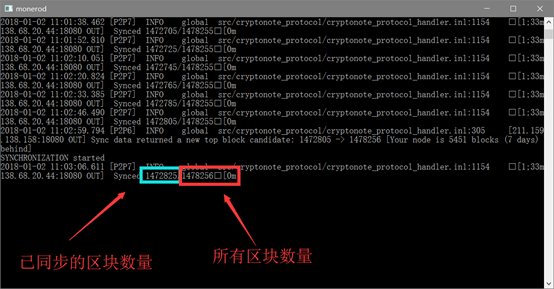 monerod
2018-01-02 11:01:38.462 [P2P7] INFO global src/cryptonote_protocol/cryptonote_protocol_handler.inl:1154 □[1;33m[
138.68.20.44:18080 OUT] Synced 1472705/1478255□[0m
2018-01-02 11:01:52.810 [P2P2] INFO global src/cryptonote_protocol/cryptonote_protocol_handler.inl:1154 □[1;33m[
138.68.20.44:18080 OUT] Synced 1472725/1478255□[0m
2018-01-02 11:02:10.051 [P2P7] INFO global src/cryptonote_protocol/cryptonote_protocol_handler.inl:1154 □[1;33m[
138.68.20.44:18080 OUT] Synced 1472745/1478255□[0m
2018-01-02 11:02:20.824 [P2P7] INFO global src/cryptonote_protocol/cryptonote_protocol_handler.inl:1154 □[1;33m[
138.68.20.44:18080 OUT] Synced 1472765/1478255□[0m
2018-01-02 11:02:33.385 [P2P7] INFO global src/cryptonote_protocol/cryptonote_protocol_handler.inl:1154 □[1;33m[
138.68.20.44:18080 OUT] Synced 1472785/1478255□[0m
2018-01-02 11:02:46.490 [P2P7] INFO global src/cryptonote_protocol/cryptonote_protocol_handler.inl:1154 □[1;33m[
138.68.20.44:18080 OUT] Synced 1472805/1478255□[0m
2018-01-02 11:02:59.794 [P2P6] INFO global src/cryptonote_protocol/cryptonote_protocol_handler.inl:305 [211.159
.138.158:18080 OUT] Sync data returned a new top block candidate: 1472805 -> 1478256 [Your node is 5451 blocks (7 days)
behind]
SYNCHRONIZATION started
2018-01-02 11:03:06.611 [P2P7] INFO global src/cryptonote_protocol/cryptonote_protocol_handler.inl:1154 □[1;33m[
138.68.20.44:18080 OUT] Synced 1472825/1478256□[0m
已同步的区块数量
所有区块数量